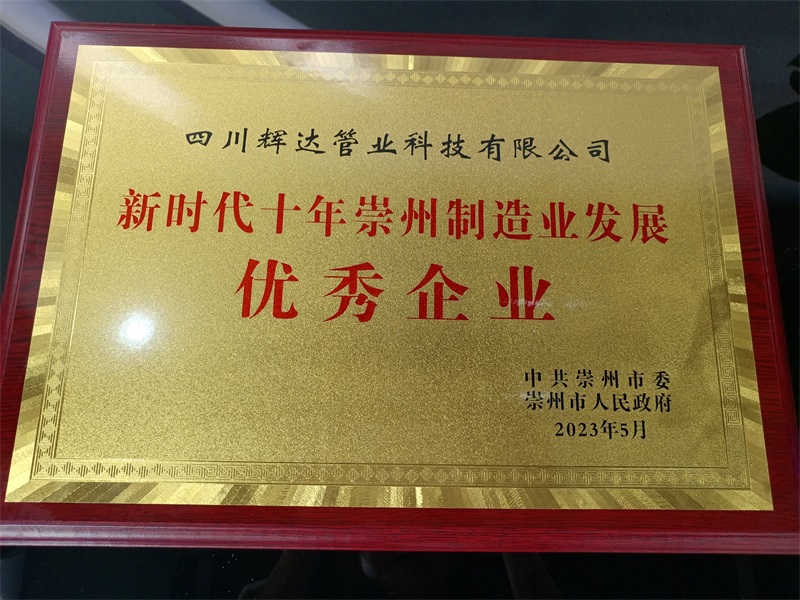 四川辉达管业科技有限公司
新时代十年崇州制造业发展
优秀企业
中共崇州市委
崇州市人民政府
2023年5月